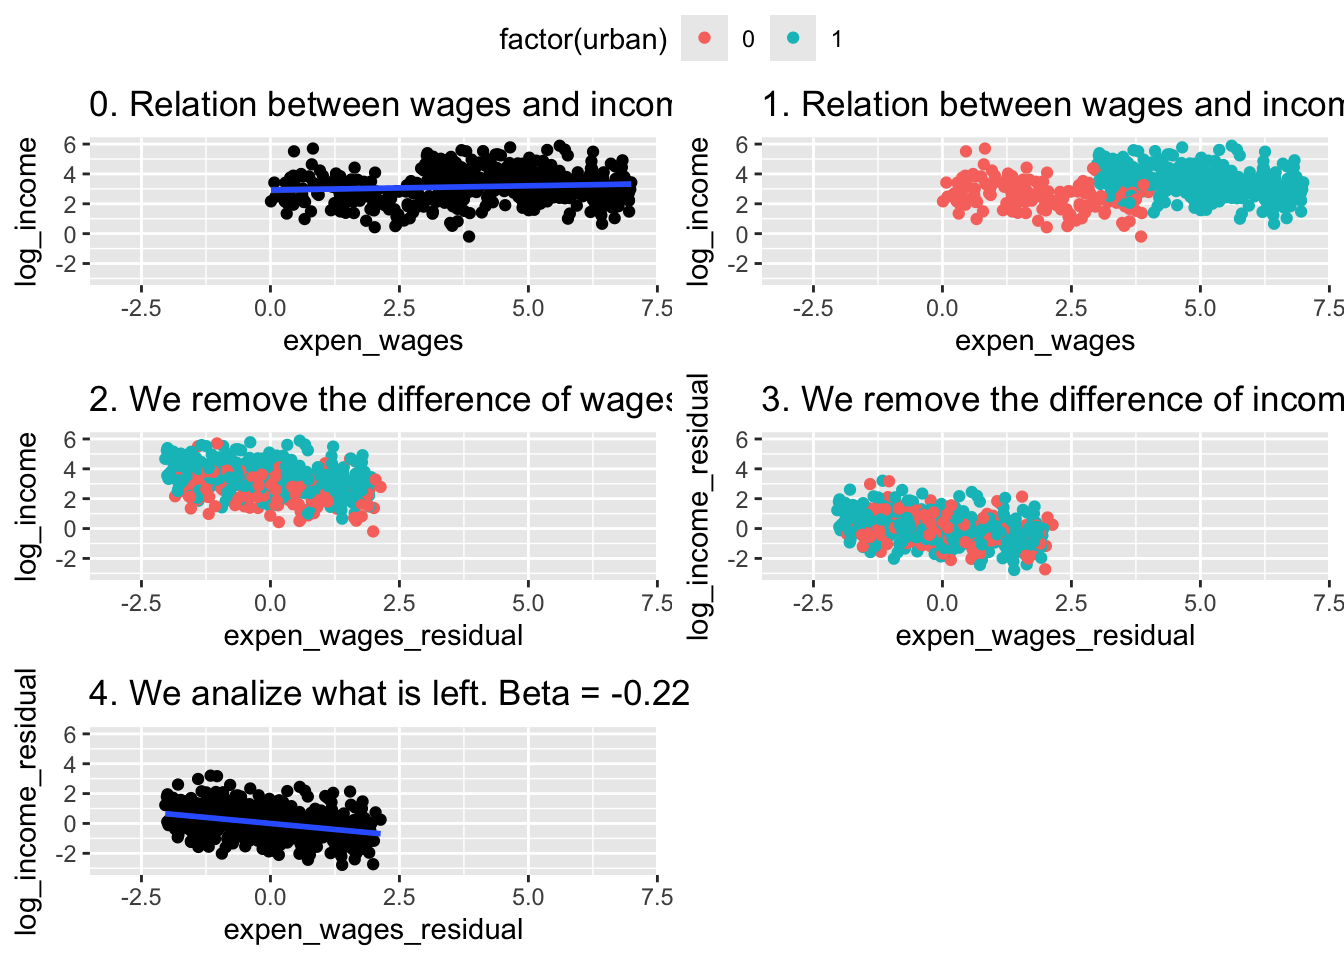 factor(urban) 0 1
0. Relation between wages and incom
log_income
6
4
2
0
-2
-2.5 0.0 2.5 5.0 7.5
expen_wages
1. Relation between wages and incom
log_income
6
4
2
0
-2
-2.5 0.0 2.5 5.0 7.5
expen_wages
2. We remove the difference of wages
log_income
6
4
2
0
-2
-2.5 0.0 2.5 5.0 7.5
expen_wages_residual
3. We remove the difference of incom
log_income_residual
6
4
2
0
-2
-2.5 0.0 2.5 5.0 7.5
expen_wages_residual
4. We analize what is left. Beta = -0.22
log_income_residual
6
4
2
0
-2
-2.5 0.0 2.5 5.0 7.5
expen_wages_residual